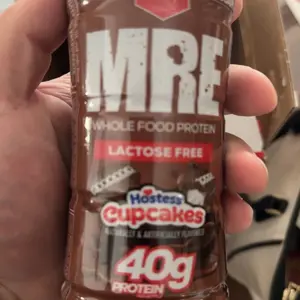 MRE
WHOLE FOOD PROTEIN
LACTOSE FREE
Hostess
Cupcakes
NATURALLY & ARTIFICIALLY FLAVORED
40g
PROTEIN